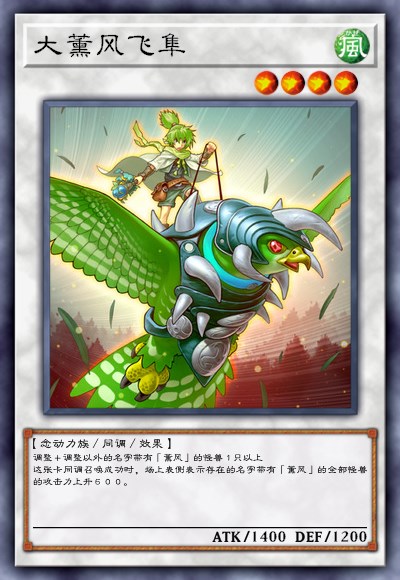 大薰风飞隼
風
【念动力族／同调／效果】
调整＋调整以外的名字带有「薰风」的怪兽１只以上
这张卡同调召唤成功时，场上表侧表示存在的名字带有「薰风」的全部怪兽
的攻击力上升６００。
ATK/1400 DEF/1200